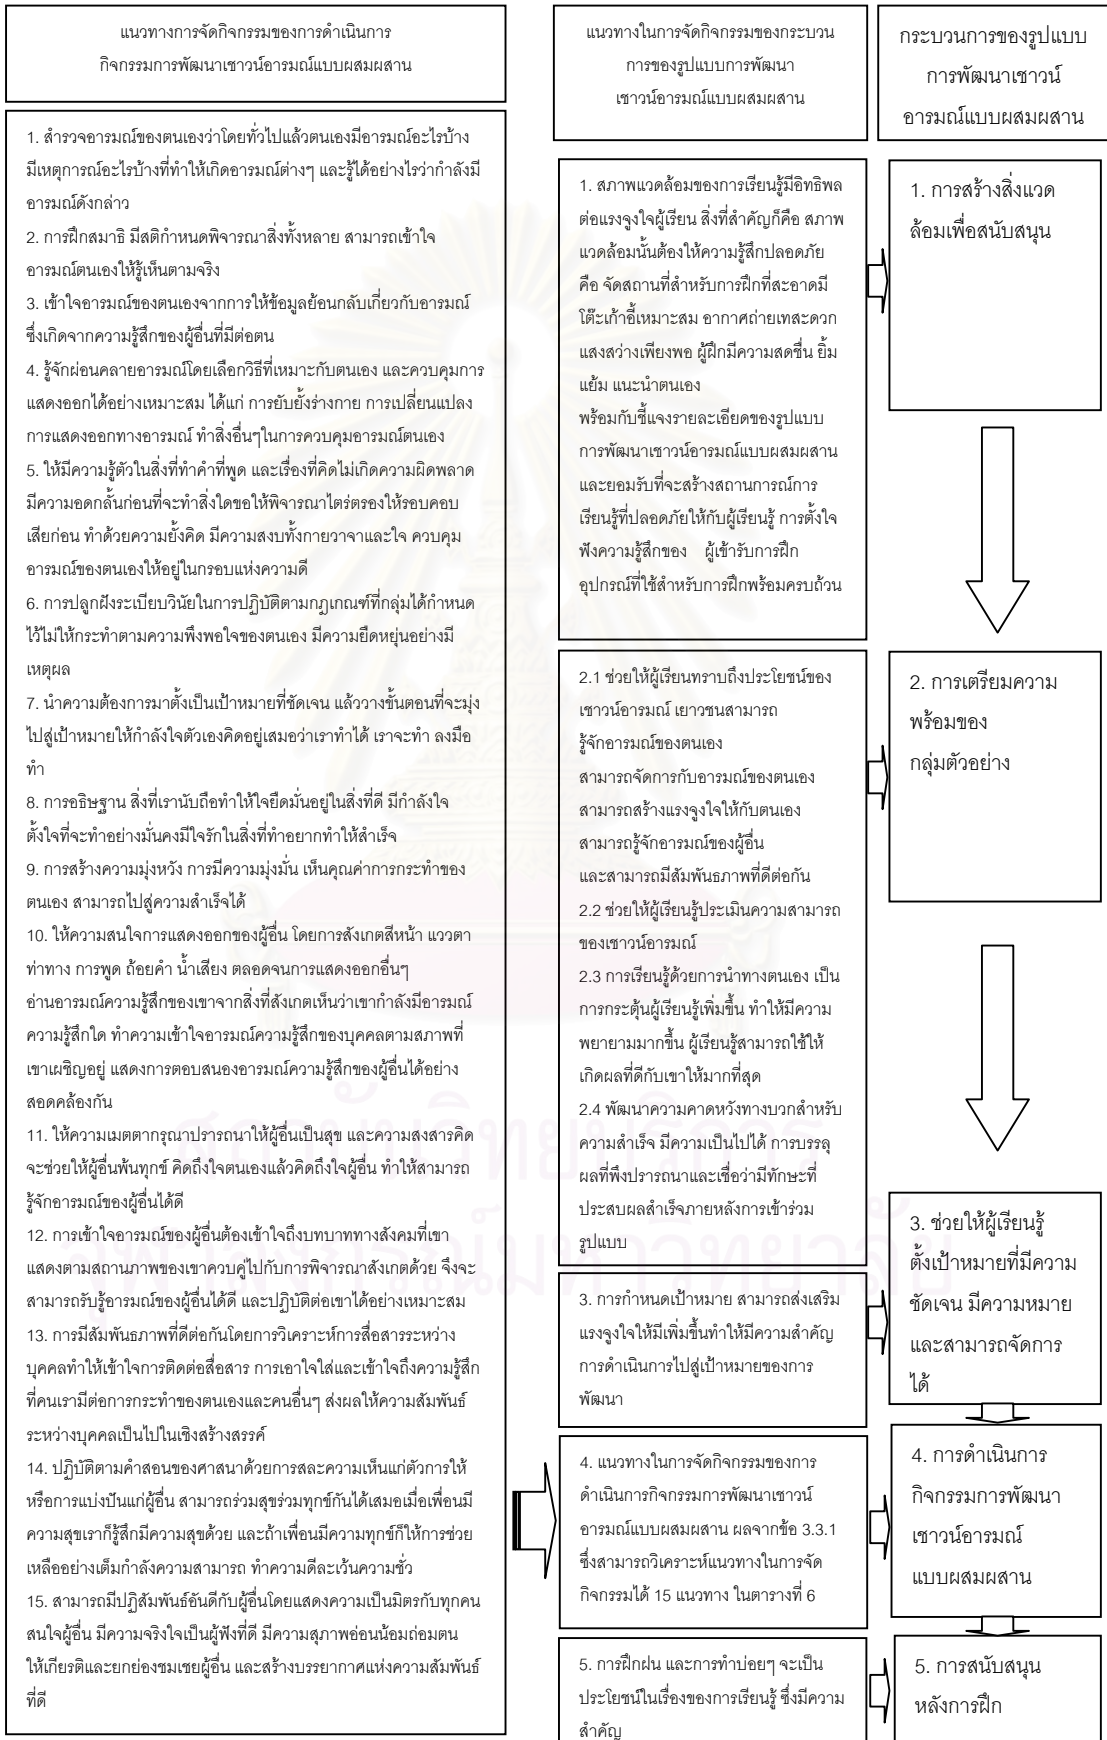 แนวทางการจัดกิจกรรมของการดำเนินการ
กิจกรรมการพัฒนาเชาวน์อารมณ์แบบผสมผสาน
1. สำรวจอารมณ์ของตนเองว่าโดยทั่วไปแล้วตนเองมีอารมณ์อะไรบ้าง
มีเหตุการณ์อะไรบ้างที่ทำให้เกิดอารมณ์ต่างๆ และรู้ได้อย่างไรว่ากำลังมี
อารมณ์ดังกล่าว
2. การฝึกสมาธิ มีสติกำหนดพิจารณาสิ่งทั้งหลาย สามารถเข้าใจ
อารมณ์ตนเองให้รู้เห็นตามจริง
3. เข้าใจอารมณ์ของตนเองจากการให้ข้อมูลย้อนกลับเกี่ยวกับอารมณ์
ซึ่งเกิดจากความรู้สึกของผู้อื่นที่มีต่อตน
4. รู้จักผ่อนคลายอารมณ์โดยเลือกวิธีที่เหมาะกับตนเอง และควบคุมการ
แสดงออกได้อย่างเหมาะสม ได้แก่ การยับยั้งร่างกาย การเปลี่ยนแปลง
การแสดงออกทางอารมณ์ ทำสิ่งอื่นๆในการควบคุมอารมณ์ตนเอง
5. ให้มีความรู้ตัวในสิ่งที่ทำคำที่พูด และเรื่องที่คิดไม่เกิดความผิดพลาด
มีความอดกลั้นก่อนที่จะทำสิ่งใดขอให้พิจารณาไตร่ตรองให้รอบคอบ
เสียก่อน ทำด้วยความยั้งคิด มีความสงบทั้งกายวาจาและใจ ควบคุม
อารมณ์ของตนเองให้อยู่ในกรอบแห่งความดี
6. การปลูกฝังระเบียบวินัยในการปฏิบัติตามกฎเกณฑ์ที่กลุ่มได้กำหนด
ไว้ไม่ให้กระทำตามความพึงพอใจของตนเอง มีความยืดหยุ่นอย่างมี
เหตุผล
7. นำความต้องการมาตั้งเป็นเป้าหมายที่ชัดเจน แล้ววางขั้นตอนที่จะมุ่ง
ไปสู่เป้าหมายให้กำลังใจตัวเองคิดอยู่เสมอว่าเราทำได้ เราจะทำ ลงมือ
ทำ
8. การอธิษฐาน สิ่งที่เรานับถือทำให้ใจยืดมั่นอยู่ในสิ่งที่ดี มีกำลังใจ
ตั้งใจที่จะทำอย่างมั่นคงมีใจรักในสิ่งที่ทำอยากทำให้สำเร็จ
9. การสร้างความมุ่งหวัง การมีความมุ่งมั่น เห็นคุณค่าการกระทำของ
ตนเอง สามารถไปสู่ความสำเร็จได้
10. ให้ความสนใจการแสดงออกของผู้อื่น โดยการสังเกตสีหน้า แววตา
ท่าทาง การพูด ถ้อยคำ น้ำเสียง ตลอดจนการแสดงออกอื่นๆ
อ่านอารมณ์ความรู้สึกของเขาจากสิ่งที่สังเกตเห็นว่าเขากำลังมีอารมณ์
ความรู้สึกใด ทำความเข้าใจอารมณ์ความรู้สึกของบุคคลตามสภาพที่
เขาเผชิญอยู่ แสดงการตอบสนองอารมณ์ความรู้สึกของผู้อื่นได้อย่าง
สอดคล้องกัน
11. ให้ความเมตตากรุณาปรารถนาให้ผู้อื่นเป็นสุข และความสงสารคิด
จะช่วยให้ผู้อื่นพ้นทุกข์ คิดถึงใจตนเองแล้วคิดถึงใจผู้อื่น ทำให้สามารถ
รู้จักอารมณ์ของผู้อื่นได้ดี
12. การเข้าใจอารมณ์ของผู้อื่นต้องเข้าใจถึงบทบาททางสังคมที่เขา
แสดงตามสถานภาพของเขาควบคู่ไปกับการพิจารณาสังเกตด้วย จึงจะ
สามารถรับรู้อารมณ์ของผู้อื่นได้ดี และปฏิบัติต่อเขาได้อย่างเหมาะสม
13. การมีสัมพันธภาพที่ดีต่อกันโดยการวิเคราะห์การสื่อสารระหว่าง
บุคคลทำให้เข้าใจการติดต่อสื่อสาร การเอาใจใส่และเข้าใจถึงความรู้สึก
ที่คนเรามีต่อการกระทำของตนเองและคนอื่นๆ ส่งผลให้ความสัมพันธ์
ระหว่างบุคคลเป็นไปในเชิงสร้างสรรค์
14. ปฏิบัติตามคำสอนของศาสนาด้วยการสละความเห็นแก่ตัวการให้
หรือการแบ่งปันแก่ผู้อื่น สามารถร่วมสุขร่วมทุกข์กันได้เสมอเมื่อเพื่อนมี
ความสุขเราก็รู้สึกมีความสุขด้วย และถ้าเพื่อนมีความทุกข์ก็ให้การช่วย
เหลืออย่างเต็มกำลังความสามารถ ทำความดีละเว้นความชั่ว
15. สามารถมีปฏิสัมพันธ์อันดีกับผู้อื่นโดยแสดงความเป็นมิตรกับทุกคน
สนใจผู้อื่น มีความจริงใจเป็นผู้ฟังที่ดี มีความสุภาพอ่อนน้อมถ่อมตน
ให้เกียรติและยกย่องชมเชยผู้อื่น และสร้างบรรยากาศแห่งความสัมพันธ์
ที่ดี
แนวทางในการจัดกิจกรรมของกระบวน
การของรูปแบบการพัฒนา
เชาวน์อารมณ์แบบผสมผสาน
1. สภาพแวดล้อมของการเรียนรู้มีอิทธิพล
ต่อแรงจูงใจผู้เรียน สิ่งที่สำคัญก็คือ สภาพ
แวดล้อมนั้นต้องให้ความรู้สึกปลอดภัย
คือ จัดสถานที่สำหรับการฝึกที่สะอาดมี
โต๊ะเก้าอี้เหมาะสม อากาศถ่ายเทสะดวก
แสงสว่างเพียงพอ ผู้ฝึกมีความสดชื่น ยิ้ม
แย้ม แนะนำตนเอง
พร้อมกับชี้แจงรายละเอียดของรูปแบบ
การพัฒนาเชาวน์อารมณ์แบบผสมผสาน
และยอมรับที่จะสร้างสถานการณ์การ
เรียนรู้ที่ปลอดภัยให้กับผู้เรียนรู้ การตั้งใจ
ฟังความรู้สึกของ ผู้เข้ารับการฝึก
อุปกรณ์ที่ใช้สำหรับการฝึกพร้อมครบถ้วน
2.1 ช่วยให้ผู้เรียนทราบถึงประโยชน์ของ
เชาวน์อารมณ์ เยาวชนสามารถ
รู้จักอารมณ์ของตนเอง
สามารถจัดการกับอารมณ์ของตนเอง
สามารถสร้างแรงจูงใจให้กับตนเอง
สามารถรู้จักอารมณ์ของผู้อื่น
และสามารถมีสัมพันธภาพที่ดีต่อกัน
2.2 ช่วยให้ผู้เรียนรู้ประเมินความสามารถ
ของเชาวน์อารมณ์
2.3 การเรียนรู้ด้วยการนำทางตนเอง เป็น
การกระตุ้นผู้เรียนรู้เพิ่มขึ้น ทำให้มีความ
พยายามมากขึ้น ผู้เรียนรู้สามารถใช้ให้
เกิดผลที่ดีกับเขาให้มากที่สุด
2.4 พัฒนาความคาดหวังทางบวกสำหรับ
ความสำเร็จ มีความเป็นไปได้ การบรรลุ
ผลที่พึงปรารถนาและเชื่อว่ามีทักษะที่
ประสบผลสำเร็จภายหลังการเข้าร่วม
รูปแบบ
3. การกำหนดเป้าหมาย สามารถส่งเสริม
แรงจูงใจให้มีเพิ่มขึ้นทำให้มีความสำคัญ
การดำเนินการไปสู่เป้าหมายของการ
พัฒนา
4. แนวทางในการจัดกิจกรรมของการ
ดำเนินการกิจกรรมการพัฒนาเชาวน์
อารมณ์แบบผสมผสาน ผลจากข้อ 3.3.1
ซึ่งสามารถวิเคราะห์แนวทางในการจัด
กิจกรรมได้ 15 แนวทาง ในตารางที่ 6
5. การฝึกฝน และการทำบ่อยๆ จะเป็น
ประโยชน์ในเรื่องของการเรียนรู้ ซึ่งมีความ
สำคัญ
กระบวนการของรูปแบบ
การพัฒนาเชาวน์
อารมณ์แบบผสมผสาน
1. การสร้างสิ่งแวด
ล้อมเพื่อสนับสนุน
2. การเตรียมความ
พร้อมของ
กลุ่มตัวอย่าง
3. ช่วยให้ผู้เรียนรู้
ตั้งเป้าหมายที่มีความ
ชัดเจน มีความหมาย
และสามารถจัดการ
ได้
4. การดำเนินการ
กิจกรรมการพัฒนา
เชาวน์อารมณ์
แบบผสมผสาน
5. การสนับสนุน
หลังการฝึก
สถาบันวิทยบริการ
จุฬาลงกรณ์มหาวิทยาลัย